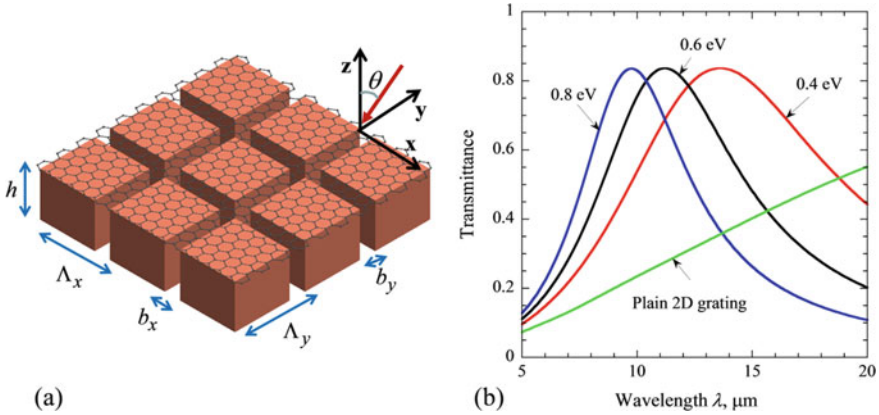 z
θ
y
x
h
Λx
bx
Λy
by
(a)
1
0.8
0.6
0.4
0.2
0
Transmittance
0.8 eV
0.6 eV
0.4 eV
Plain 2D grating
5
10
15
20
Wavelength λ, μm
(b)